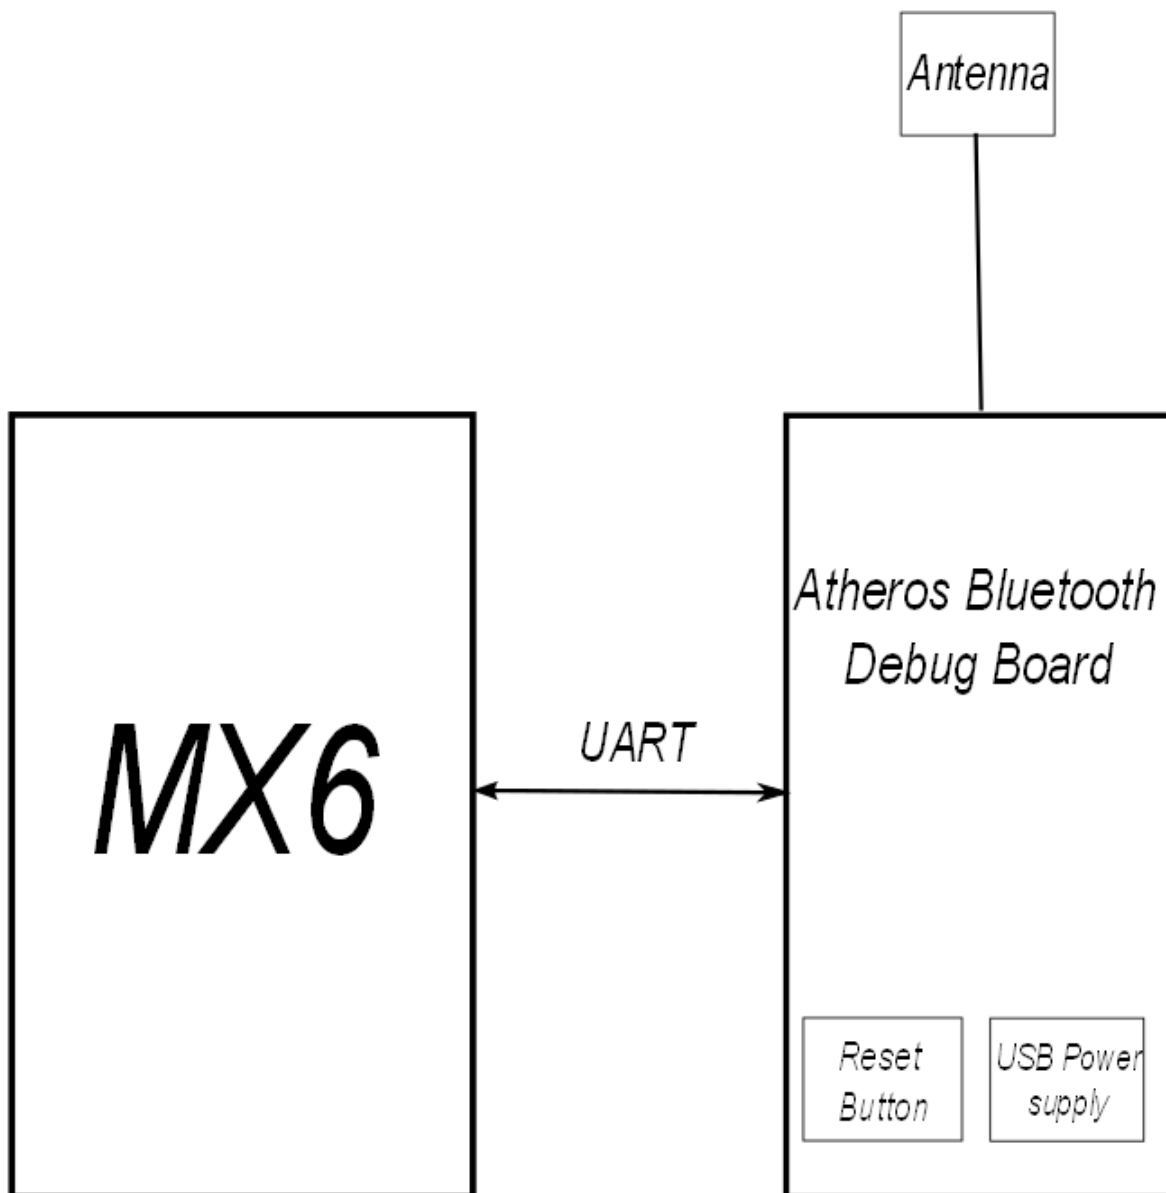 Antenna
Atheros Bluetooth
Debug Board
UART
MX6
Reset
Button
USB Power
supply